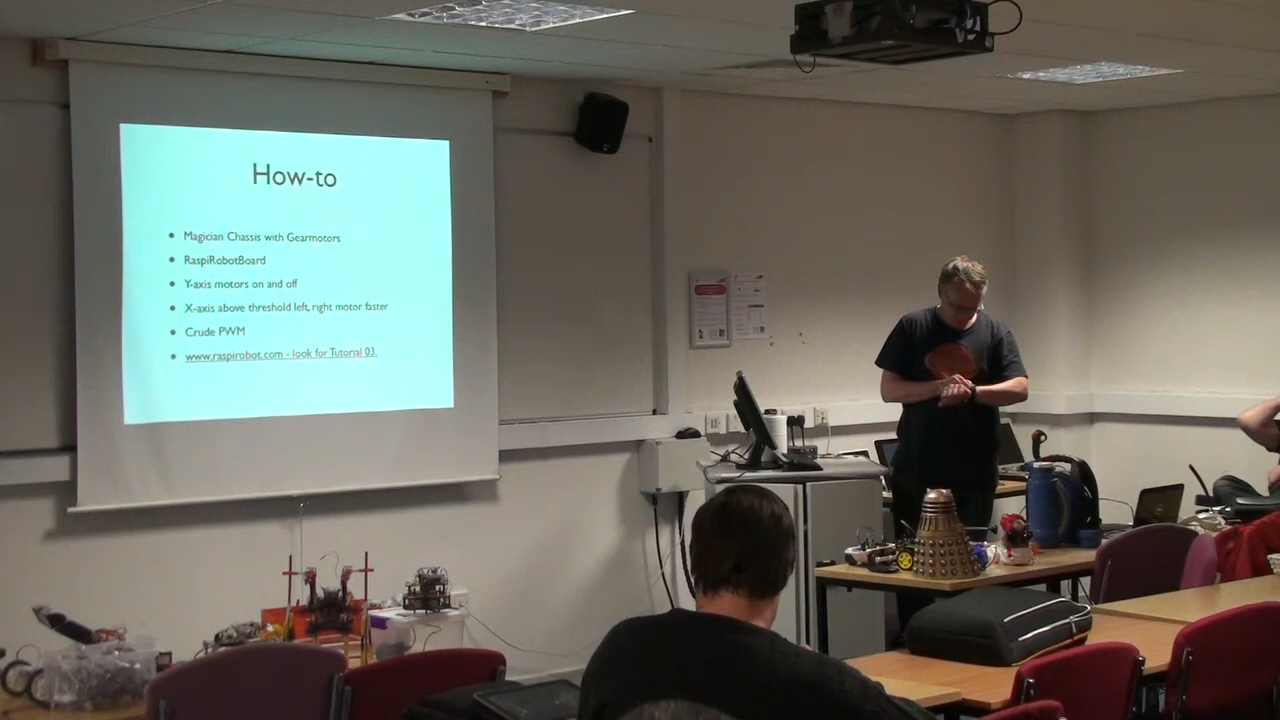 How-to
Magician Chassis with Gearmotors
RaspiRobotBoard
Y-axis motors on and off
X-axis above threshold left, right motor faster
Crude PWM
www.raspirobot.com - look for Tutorial 03.